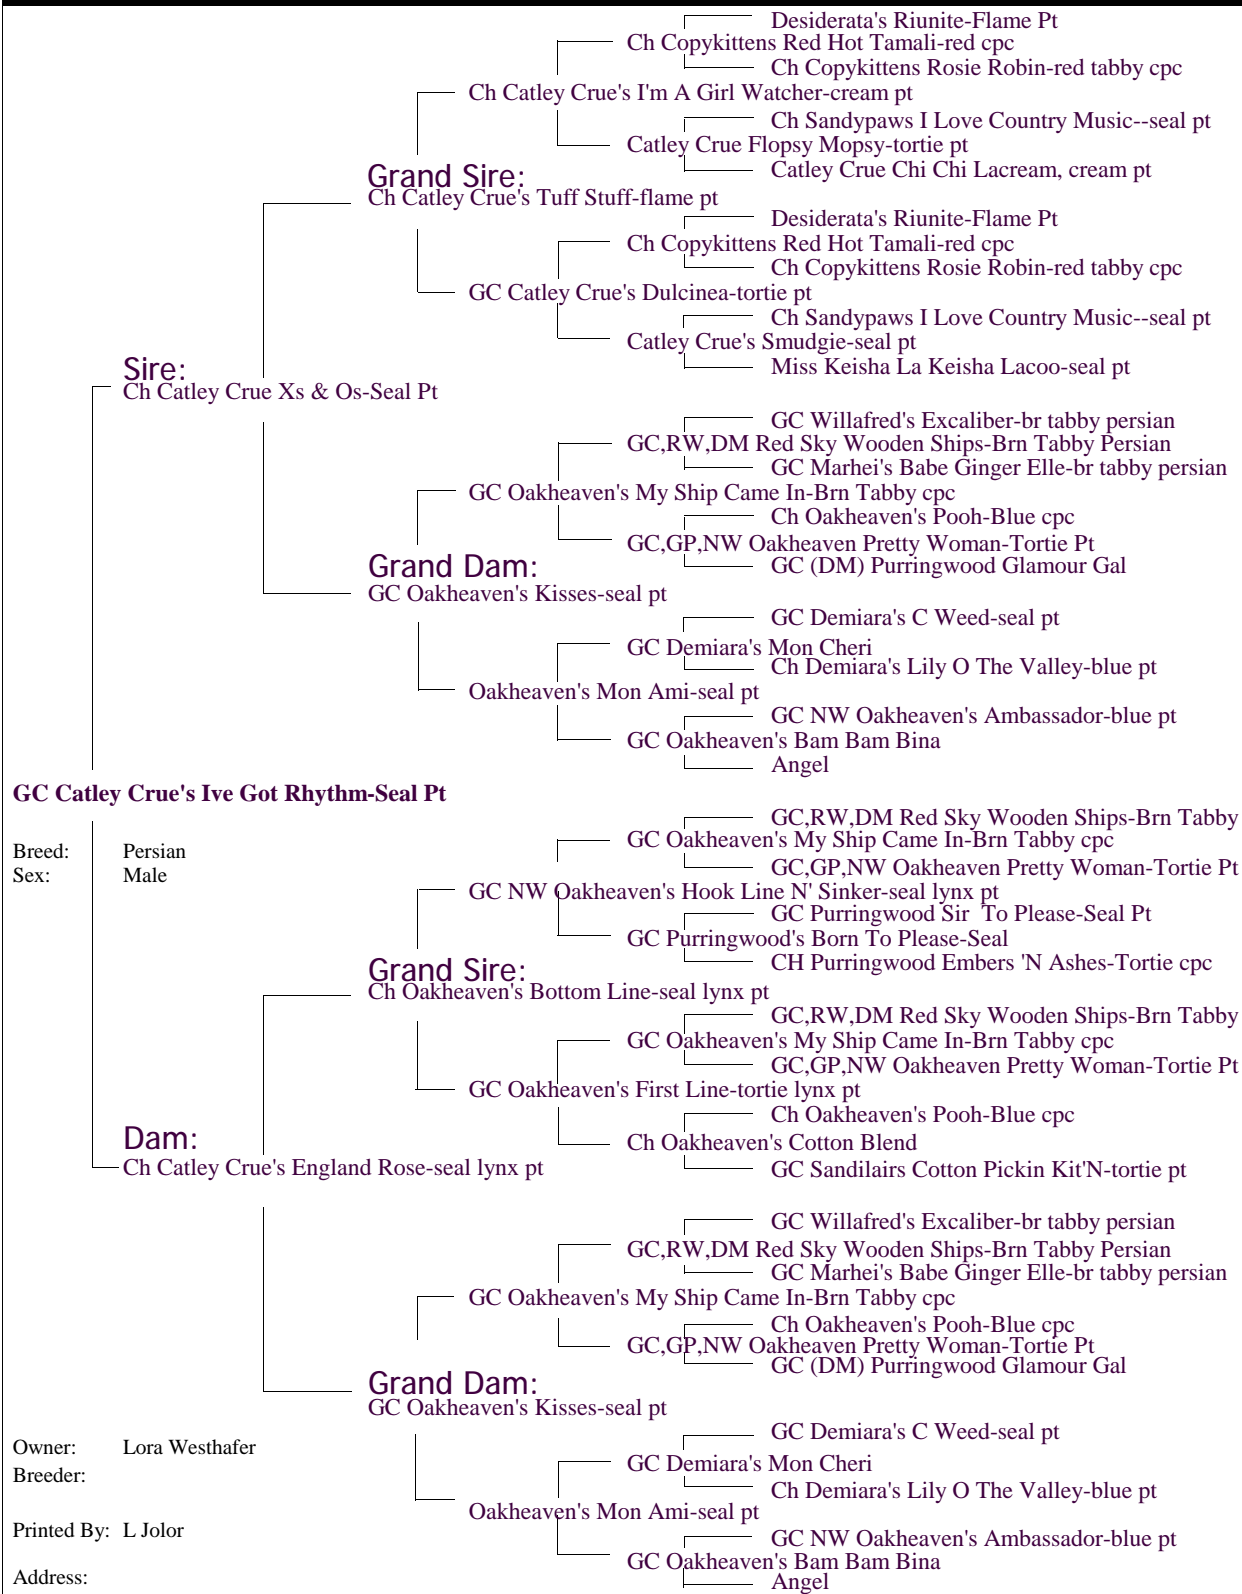 Desiderata's Riunite-Flame Pt
Ch Copykittens Red Hot Tamali-red cpc
Ch Copykittens Rosie Robin-red tabby cpc
Ch Catley Crue's I'm A Girl Watcher-cream pt
Ch Sandypaws I Love Country Music--seal pt
Catley Crue Flopsy Mopsy-tortie pt
Catley Crue Chi Chi Lacream, cream pt
Grand Sire:
Ch Catley Crue's Tuff Stuff-flame pt
Desiderata's Riunite-Flame Pt
Ch Copykittens Red Hot Tamali-red cpc
Ch Copykittens Rosie Robin-red tabby cpc
GC Catley Crue's Dulcinea-tortie pt
Ch Sandypaws I Love Country Music--seal pt
Catley Crue's Smudgie-seal pt
Miss Keisha La Keisha Lacoo-seal pt
Sire:
Ch Catley Crue Xs & Os-Seal Pt
GC Willafred's Excaliber-br tabby persian
GC,RW,DM Red Sky Wooden Ships-Brn Tabby Persian
GC Marhei's Babe Ginger Elle-br tabby persian
GC Oakheaven's My Ship Came In-Brn Tabby cpc
Ch Oakheaven's Pooh-Blue cpc
GC,GP,NW Oakheaven Pretty Woman-Tortie Pt
GC (DM) Purringwood Glamour Gal
Grand Dam:
GC Oakheaven's Kisses-seal pt
GC Demiara's C Weed-seal pt
GC Demiara's Mon Cheri
Ch Demiara's Lily O The Valley-blue pt
Oakheaven's Mon Ami-seal pt
GC NW Oakheaven's Ambassador-blue pt
GC Oakheaven's Bam Bam Bina
Angel
GC Catley Crue's Ive Got Rhythm-Seal Pt
Breed: Persian
Sex: Male
GC,RW,DM Red Sky Wooden Ships-Brn Tabby
GC Oakheaven's My Ship Came In-Brn Tabby cpc
GC,GP,NW Oakheaven Pretty Woman-Tortie Pt
GC NW Oakheaven's Hook Line N' Sinker-seal lynx pt
GC Purringwood Sir To Please-Seal Pt
GC Purringwood's Born To Please-Seal
CH Purringwood Embers 'N Ashes-Tortie cpc
Grand Sire:
Ch Oakheaven's Bottom Line-seal lynx pt
GC,RW,DM Red Sky Wooden Ships-Brn Tabby
GC Oakheaven's My Ship Came In-Brn Tabby cpc
GC,GP,NW Oakheaven Pretty Woman-Tortie Pt
GC Oakheaven's First Line-tortie lynx pt
Ch Oakheaven's Pooh-Blue cpc
Ch Oakheaven's Cotton Blend
GC Sandilairs Cotton Pickin Kit'N-tortie pt
Dam:
Ch Catley Crue's England Rose-seal lynx pt
GC Willafred's Excaliber-br tabby persian
GC,RW,DM Red Sky Wooden Ships-Brn Tabby Persian
GC Marhei's Babe Ginger Elle-br tabby persian
GC Oakheaven's My Ship Came In-Brn Tabby cpc
Ch Oakheaven's Pooh-Blue cpc
GC,GP,NW Oakheaven Pretty Woman-Tortie Pt
GC (DM) Purringwood Glamour Gal
Grand Dam:
GC Oakheaven's Kisses-seal pt
GC Demiara's C Weed-seal pt
GC Demiara's Mon Cheri
Ch Demiara's Lily O The Valley-blue pt
Oakheaven's Mon Ami-seal pt
GC NW Oakheaven's Ambassador-blue pt
GC Oakheaven's Bam Bam Bina
Angel
Owner: Lora Westhafer
Breeder:
Printed By: L Jolor
Address: